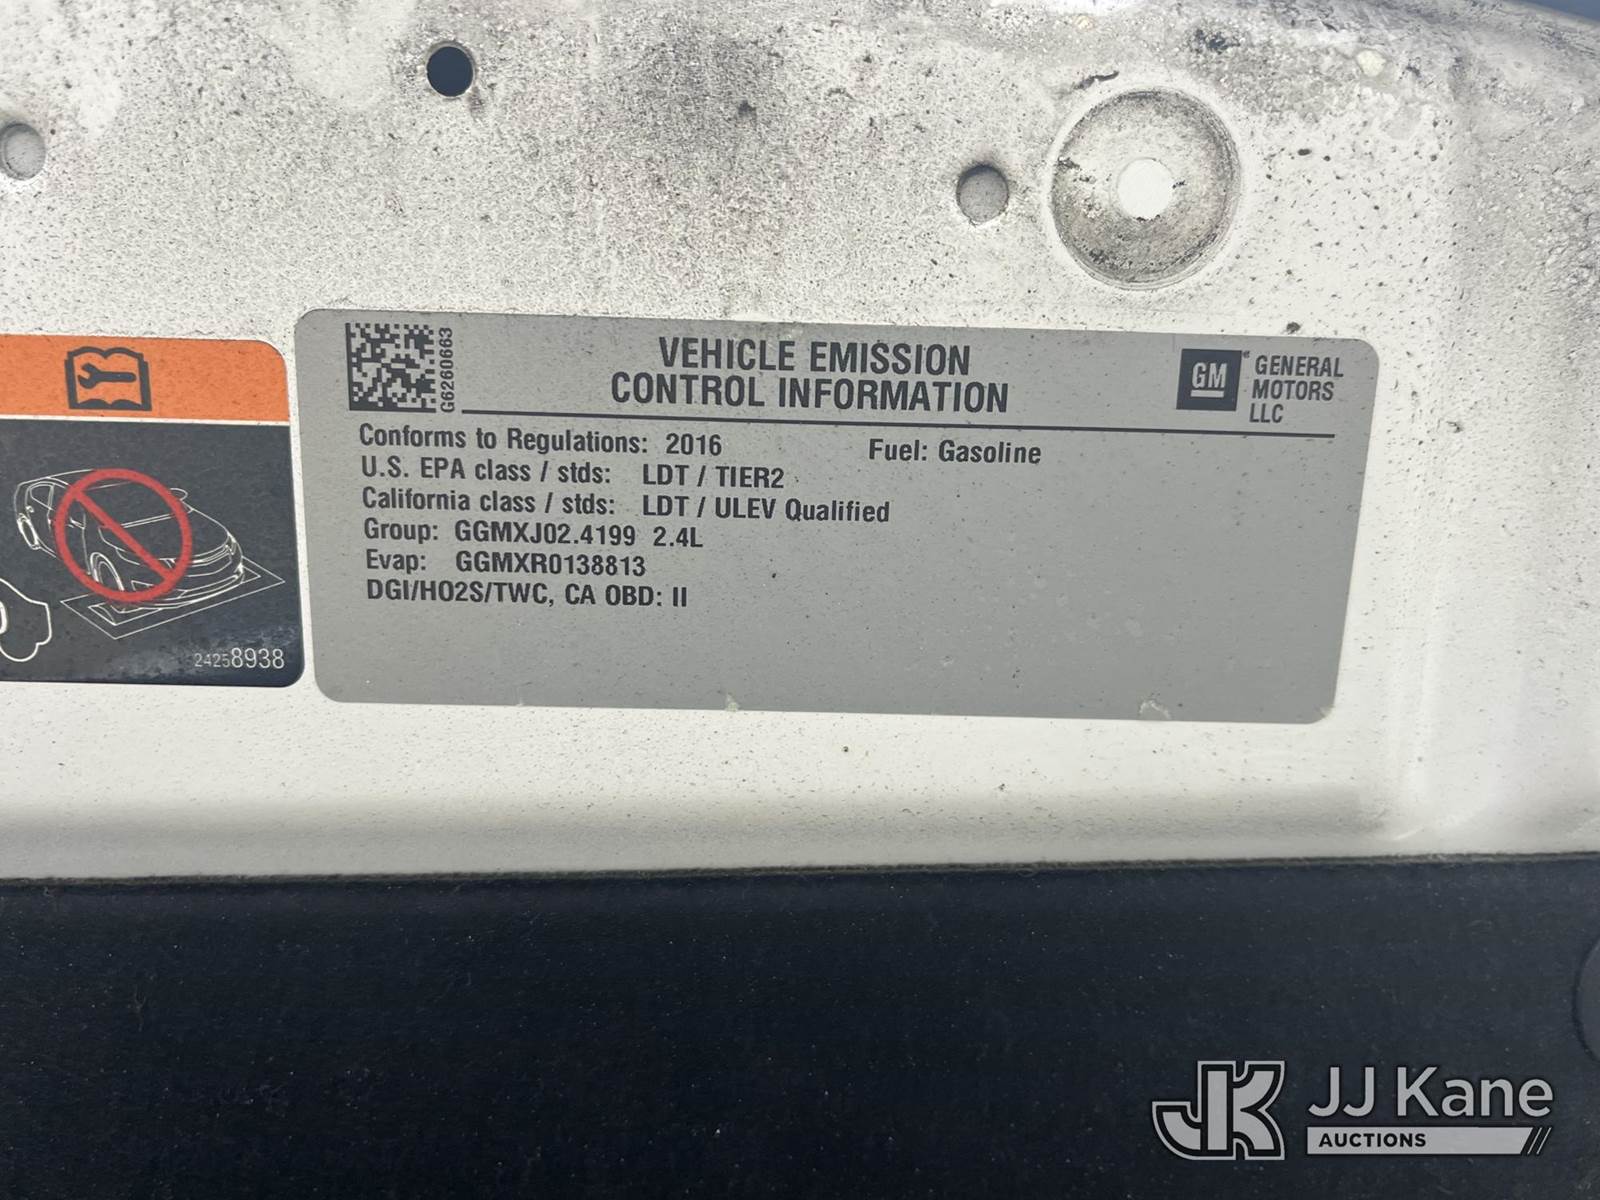 G6260663
VEHICLE EMISSION
CONTROL INFORMATION
GM
GENERAL
MOTORS
LLC
Conforms to Regulations: 2016 Fuel: Gasoline
U.S. EPA class / stds: LDT / TIER2
California class / stds: LDT / ULEV Qualified
Group: GGMXJ02.4199 2.4L
Evap: GGMXR0138813
DGI/HO2S/TWC, CA OBD: II
24258938
JK JJ Kane
AUCTIONS